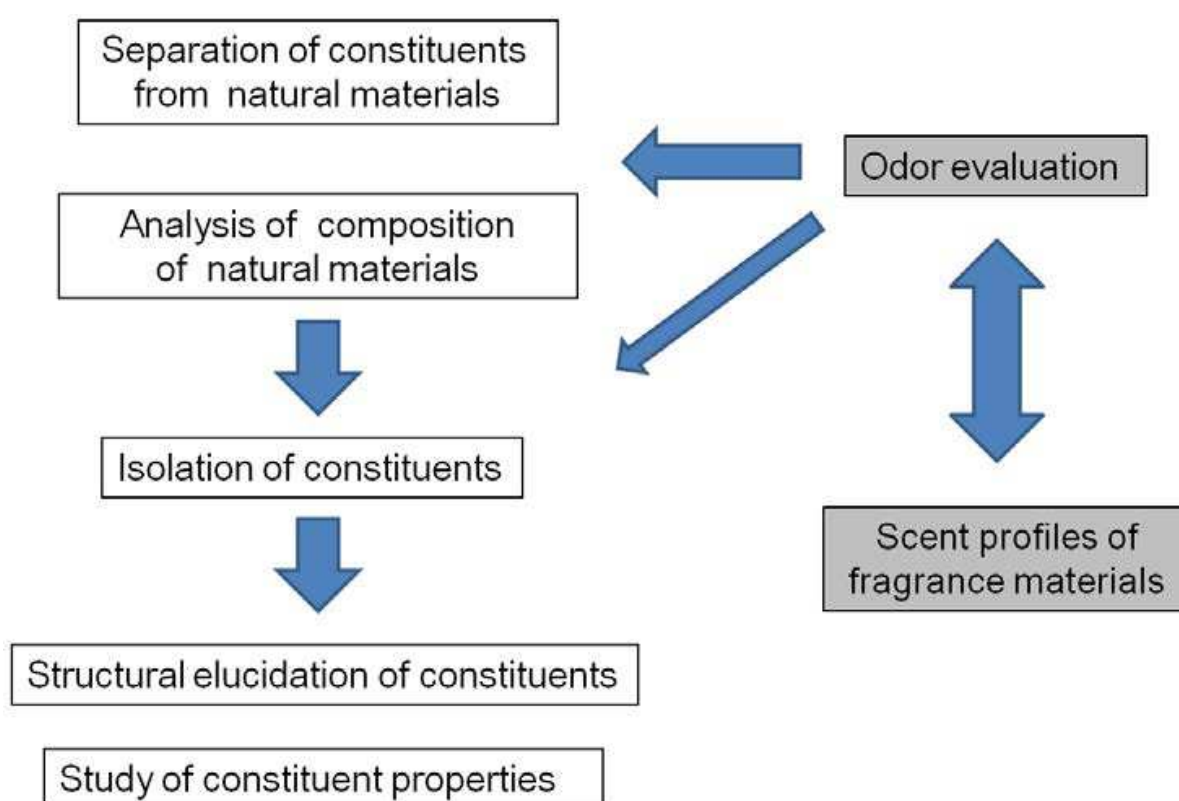 Separation of constituents
from natural materials
Odor evaluation
Analysis of composition
of natural materials
Isolation of constituents
Scent profiles of
fragrance materials
Structural elucidation of constituents
Study of constituent properties